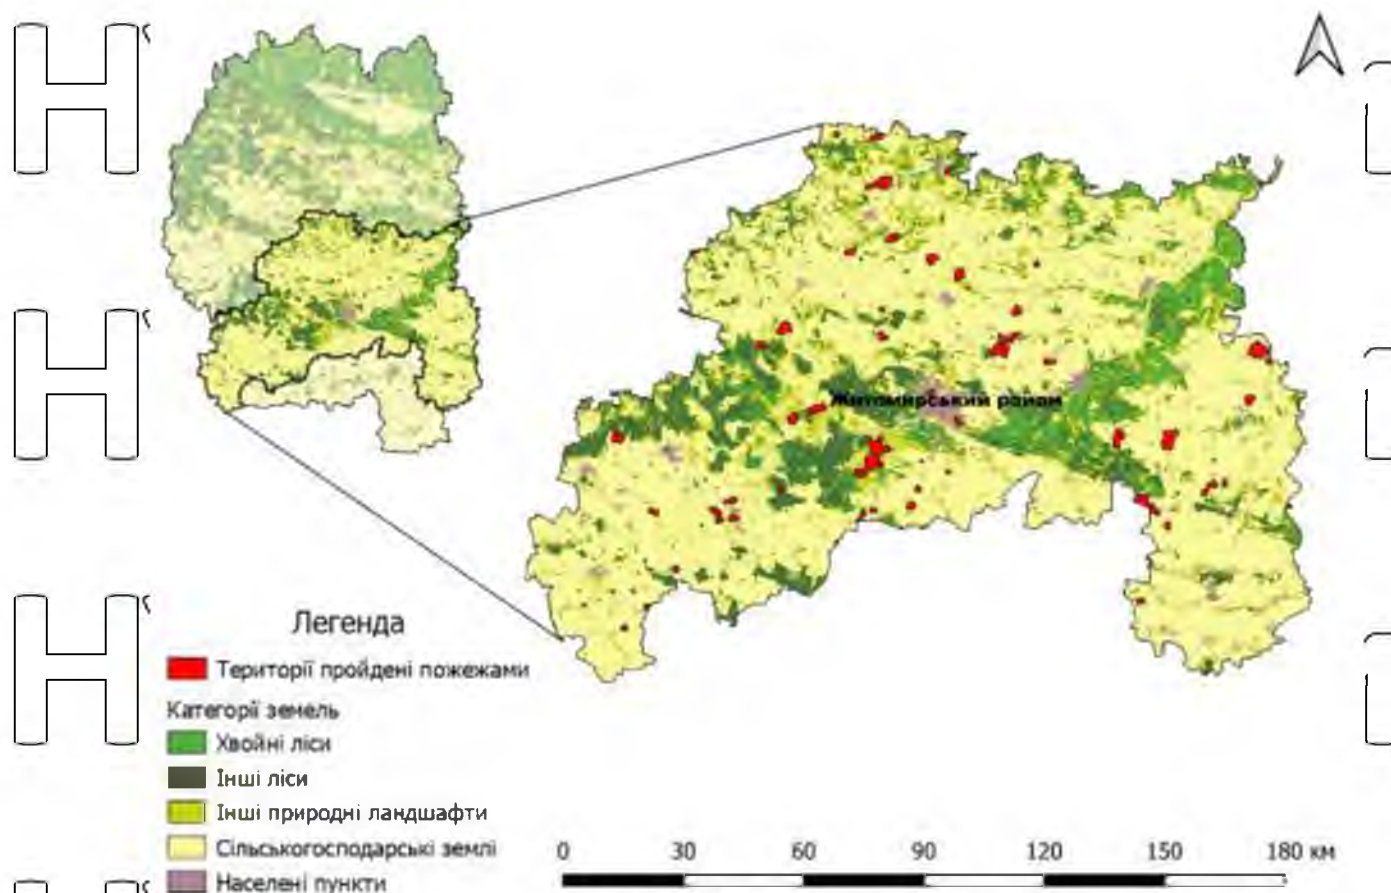 Житомирський район
Легенда
Території пройдені пожежами
Категорії земель
Хвойні ліси
Інші ліси
Інші природні ландшафти
Сільськогосподарські землі
Населені пункти
0 30 60 90 120 150 180 км